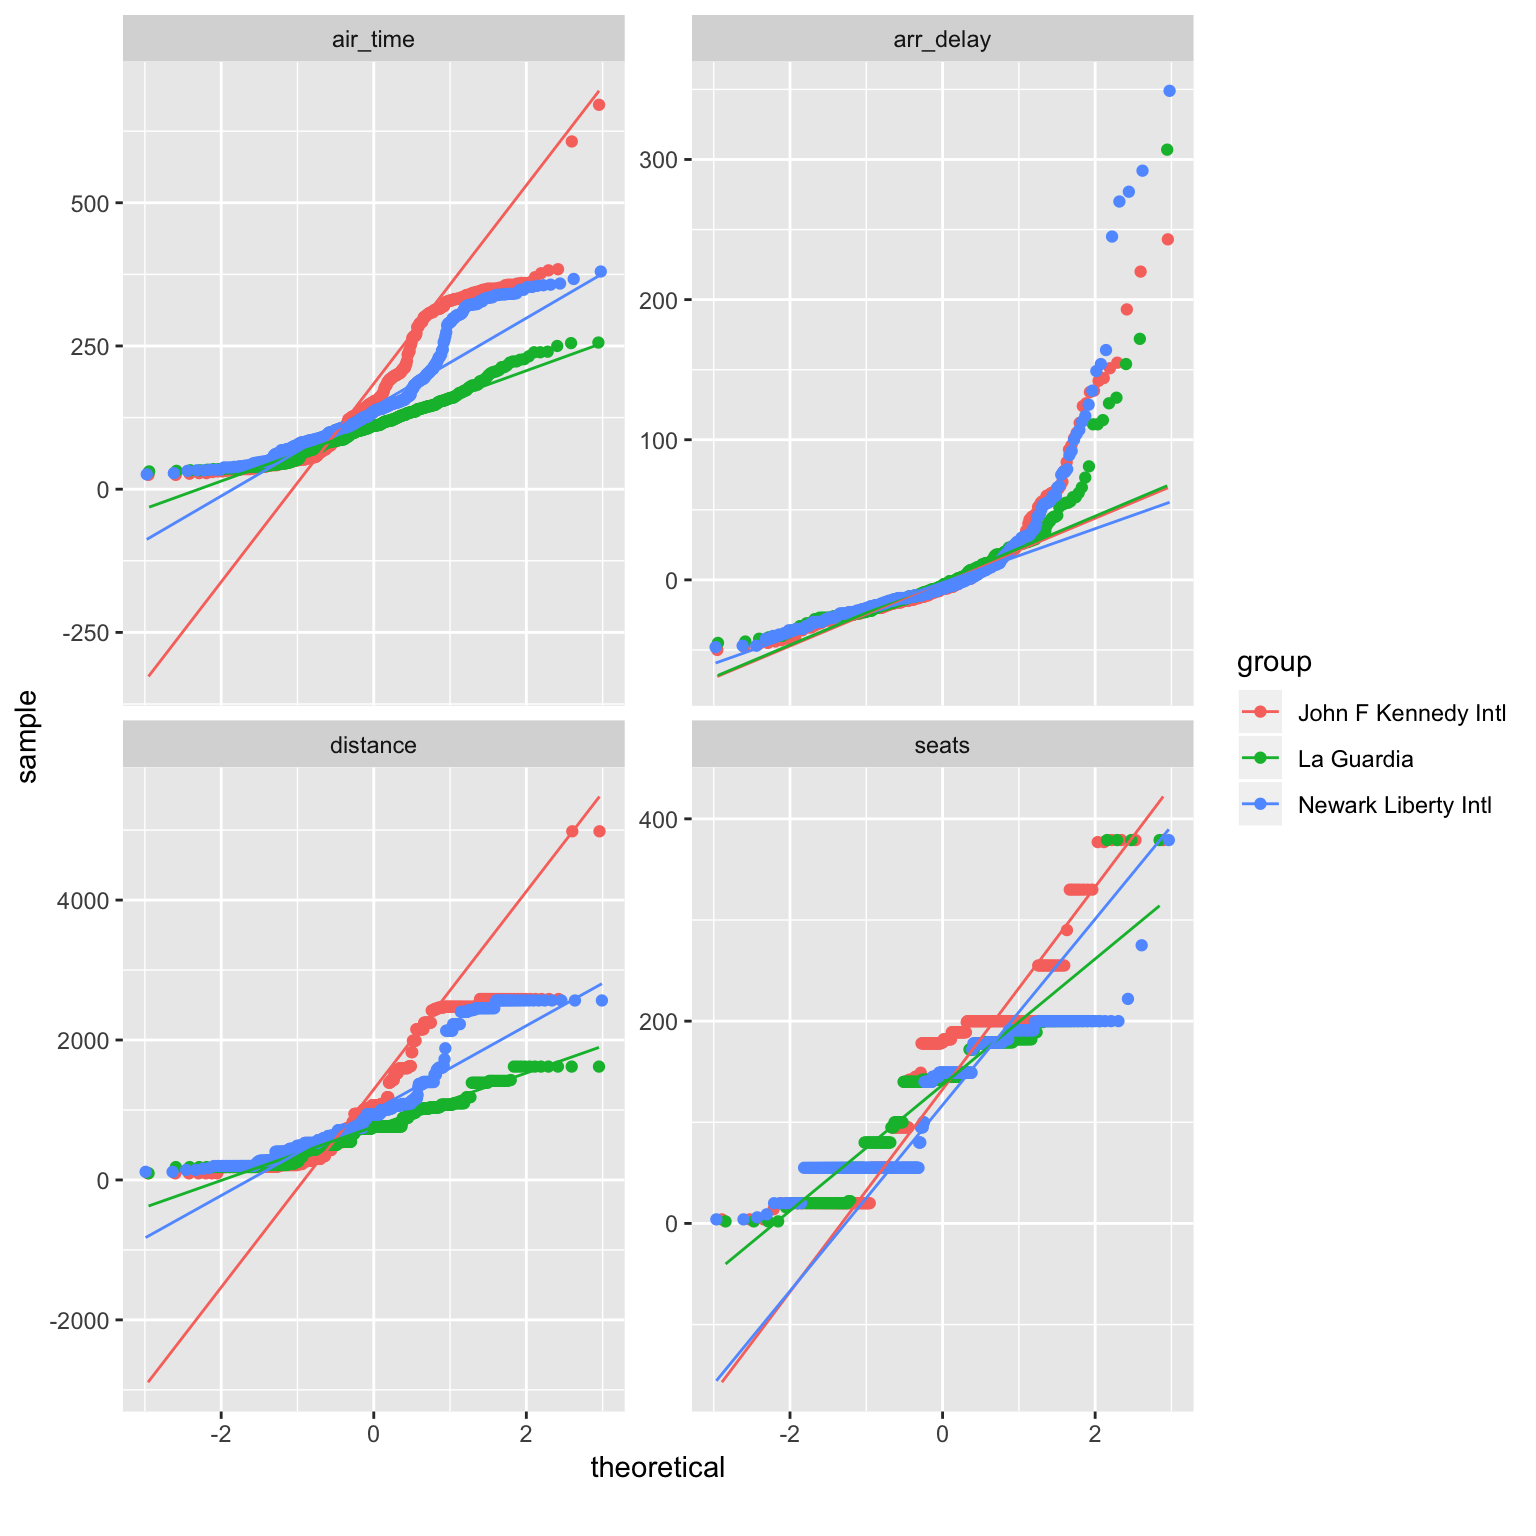 air_time
arr_delay
500
250
0
-250
300
200
100
0
sample
distance
seats
4000
2000
0
-2000
400
200
0
-2
0
2
-2
0
2
theoretical
group
John F Kennedy Intl
La Guardia
Newark Liberty Intl